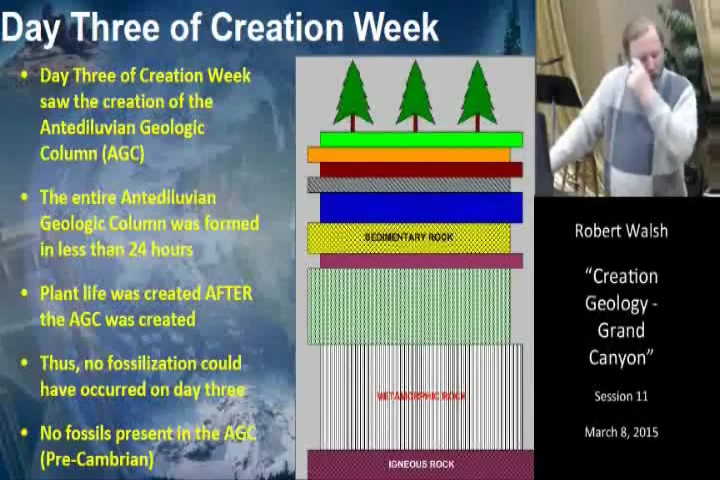 Day Three of Creation Week
• Day Three of Creation Week
saw the creation of the
Antediluvian Geologic
Column (AGC)
• The entire Antediluvian
Geologic Column was formed
in less than 24 hours
• Plant life was created AFTER
the AGC was created
• Thus, no fossilization could
have occurred on day three
• No fossils present in the AGC
(Pre-Cambrian)
SEDIMENTARY ROCK
METAMORPHIC ROCK
IGNEOUS ROCK
Robert Walsh
“Creation
Geology -
Grand
Canyon”
Session 11
March 8, 2015